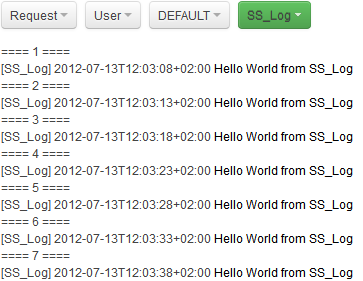 Request User DEFAULT SS_Log
==== 1 ====
[SS_Log] 2012-07-13T12:03:08+02:00 Hello World from SS_Log
==== 2 ====
[SS_Log] 2012-07-13T12:03:13+02:00 Hello World from SS_Log
==== 3 ====
[SS_Log] 2012-07-13T12:03:18+02:00 Hello World from SS_Log
==== 4 ====
[SS_Log] 2012-07-13T12:03:23+02:00 Hello World from SS_Log
==== 5 ====
[SS_Log] 2012-07-13T12:03:28+02:00 Hello World from SS_Log
==== 6 ====
[SS_Log] 2012-07-13T12:03:33+02:00 Hello World from SS_Log
==== 7 ====
[SS_Log] 2012-07-13T12:03:38+02:00 Hello World from SS_Log